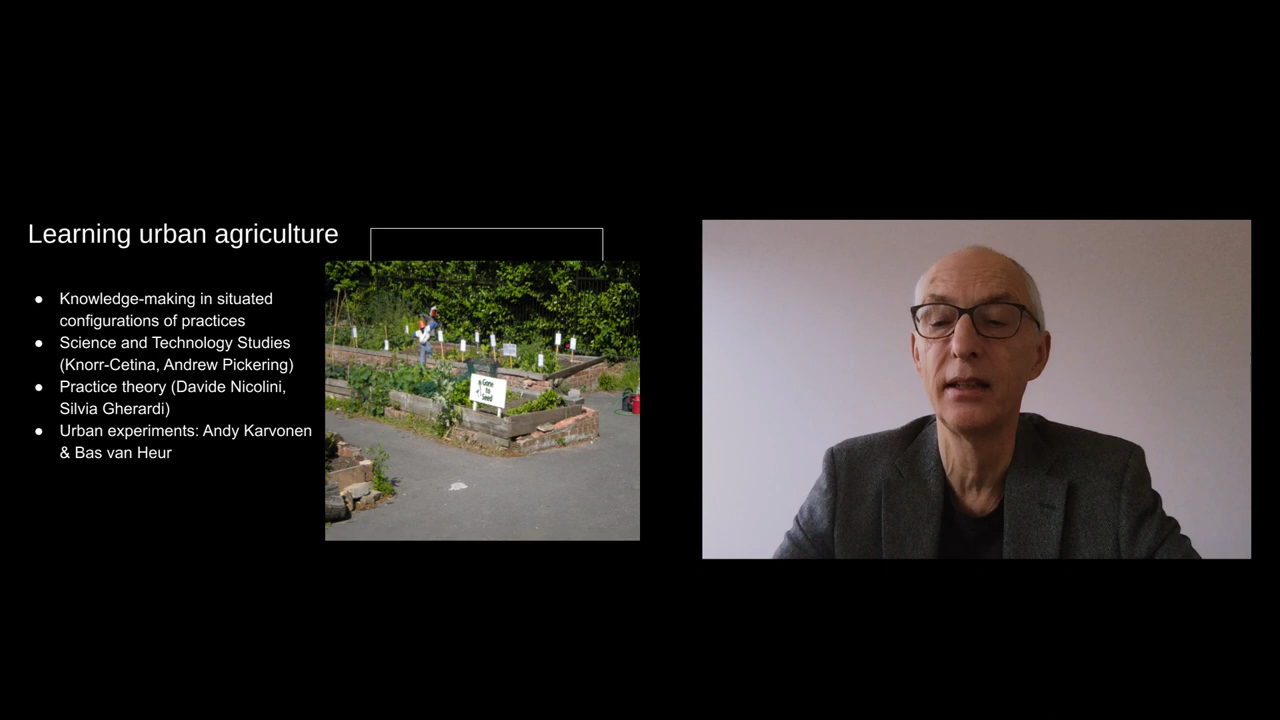 Learning urban agriculture
● Knowledge-making in situated
configurations of practices
● Science and Technology Studies
(Knorr-Cetina, Andrew Pickering)
● Practice theory (Davide Nicolini,
Silvia Gherardi)
● Urban experiments: Andy Karvonen
& Bas van Heur
Gone
to
Seed